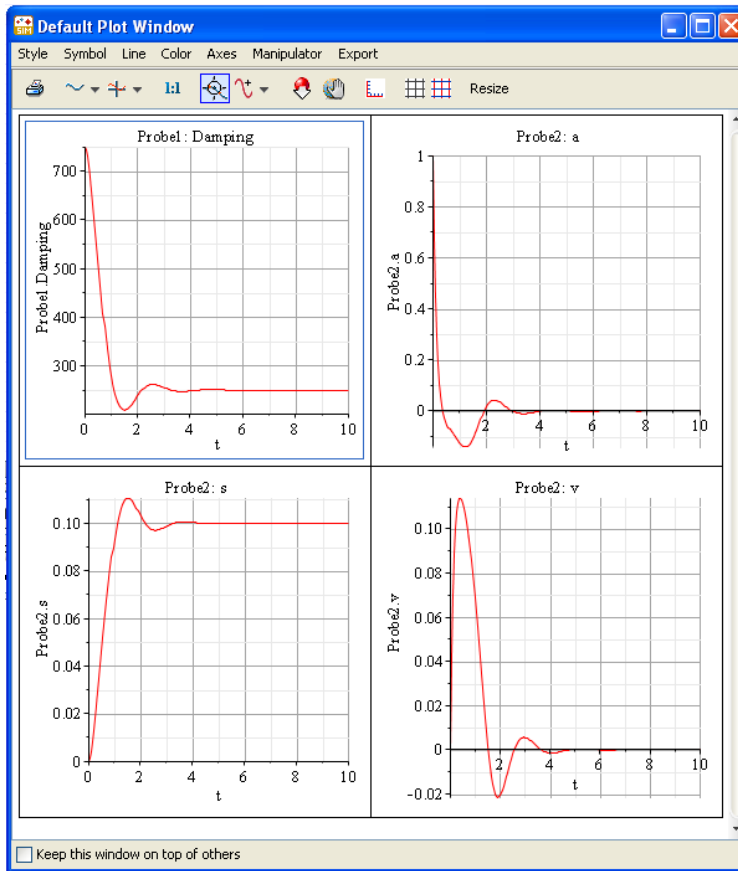 SIM Default Plot Window
Style Symbol Line Color Axes Manipulator Export
1:1 Resize
Probe1: Damping
Probe1.Damping
700
600
500
400
300
0 2 4 6 8 10
t
Probe2: a
Probe2.a
1
0.8
0.6
0.4
0.2
0
2 4 6 8 10
t
Probe2: s
Probe2.s
0.10
0.08
0.06
0.04
0.02
0
0 2 4 6 8 10
t
Probe2: v
Probe2.v
0.10
0.08
0.06
0.04
0.02
0
-0.02
2 4 6 8 10
t
Keep this window on top of others